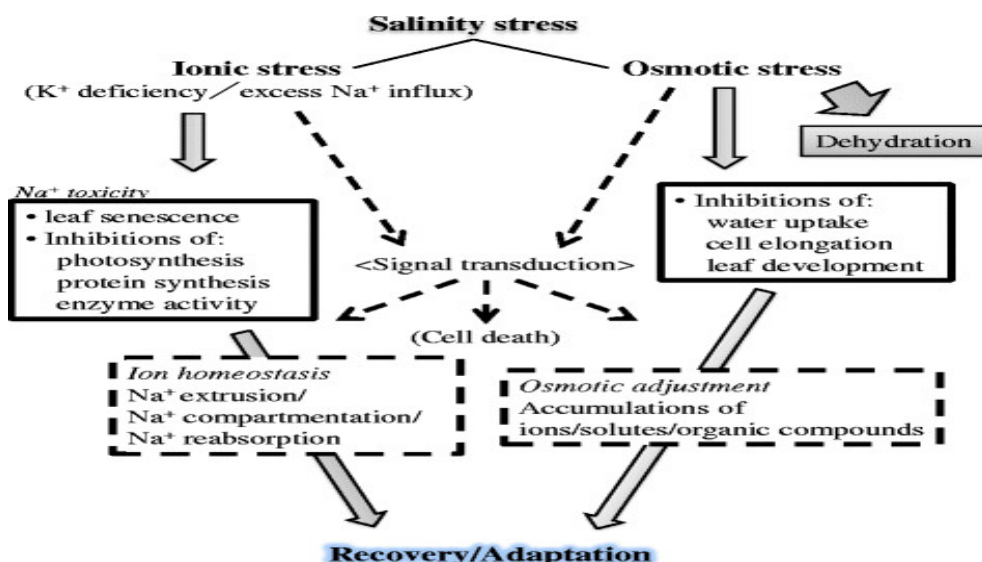 Salinity stress
Ionic stress
(K⁺ deficiency/excess Na⁺ influx)
Osmotic stress
Dehydration
Na⁺ toxicity
• leaf senescence
• Inhibitions of:
photosynthesis
protein synthesis
enzyme activity
• Inhibitions of:
water uptake
cell elongation
leaf development
<Signal transduction>
(Cell death)
Ion homeostasis
Na⁺ extrusion/
Na⁺ compartmentation/
Na⁺ reabsorption
Osmotic adjustment
Accumulations of
ions/solutes/organic compounds
Recovery/Adaptation